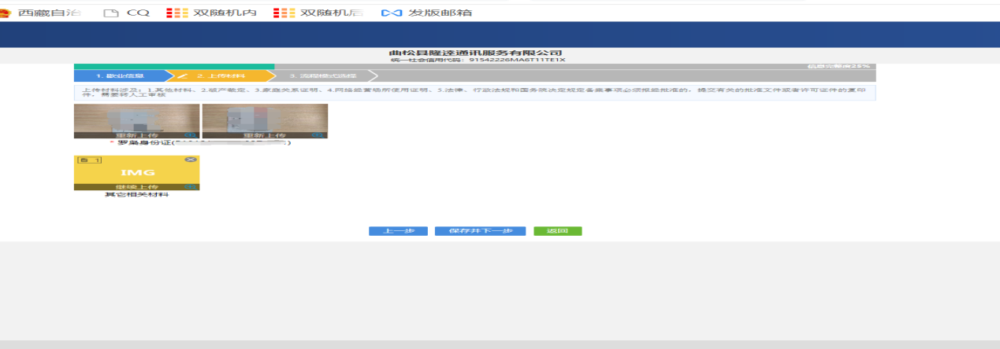 西藏自治 CQ 双随机内 双随机后 发版邮箱
曲松县隆达通讯服务有限公司
统一社会信用代码：91542226MA6T11TE1X
信息完整度25%
1. 歇业信息 2. 上传材料 3. 流程模式选择
上传材料涉及：1.其他材料、2.破产裁定、3.家庭关系证明、4.网络经营场所使用证明、5.法律、行政法规和国务院决定规定备案事项必须报经批准的，提交有关的批准文件或者许可证件的复印
件，需要转人工审核
重新上传 重新上传
* 罗 身份证( )
1
IMG
继续上传
其它相关材料
上一步 保存并下一步 返回